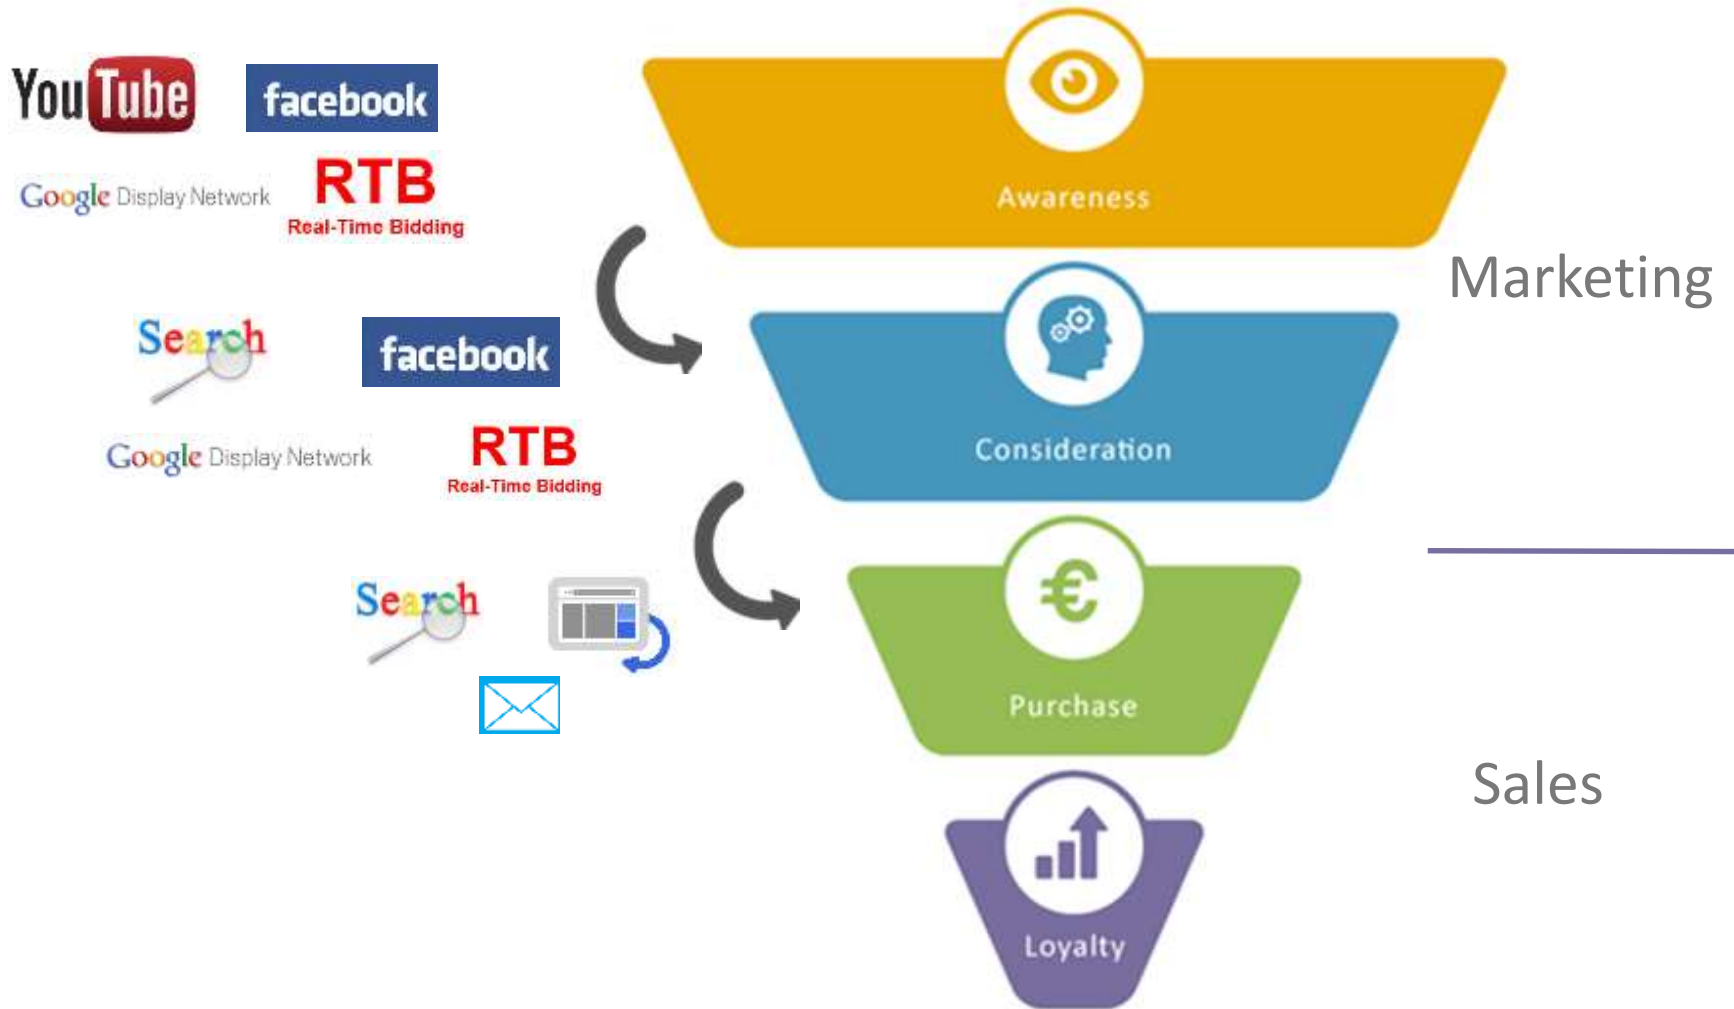 YouTube
facebook
Google Display Network
RTB
Real-Time Bidding
Awareness
Marketing
Search
facebook
Google Display Network
RTB
Real-Time Bidding
Consideration
Search
€
Purchase
Sales
Loyalty